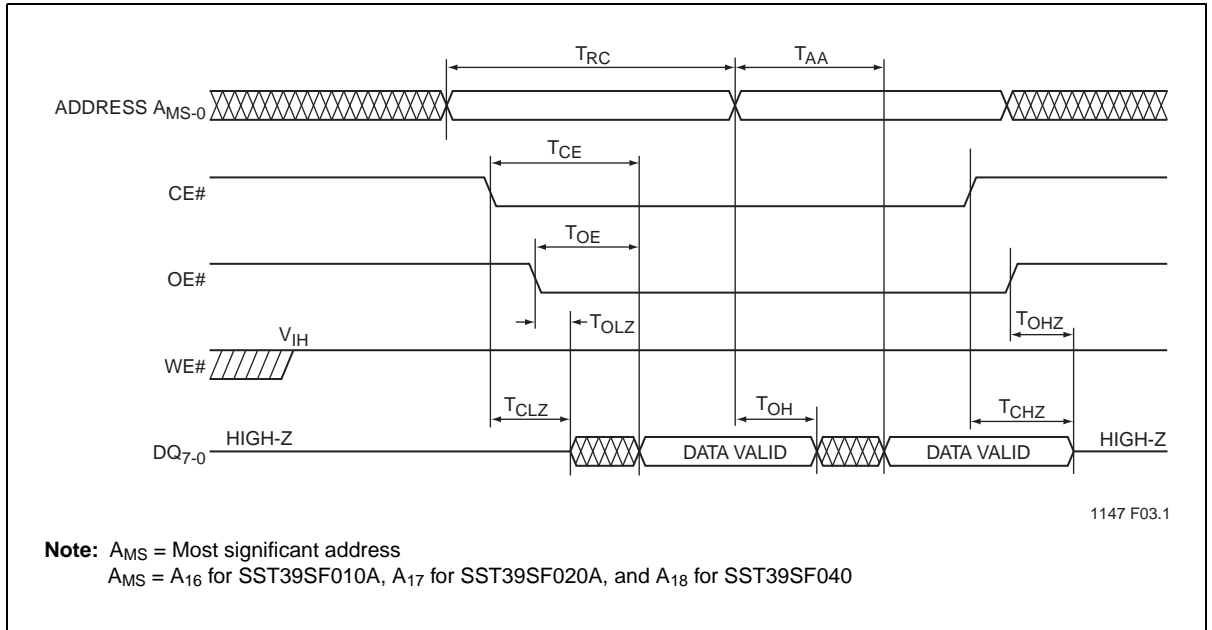 TRC
TAA
ADDRESS AMS-0
TCE
CE#
TOE
OE#
TOLZ
TOHZ
VIH
WE#
TCLZ
TOH
TCHZ
HIGH-Z
DATA VALID
DATA VALID
HIGH-Z
DQ7-0
1147 F03.1
Note: AMS = Most significant address
AMS = A16 for SST39SF010A, A17 for SST39SF020A, and A18 for SST39SF040